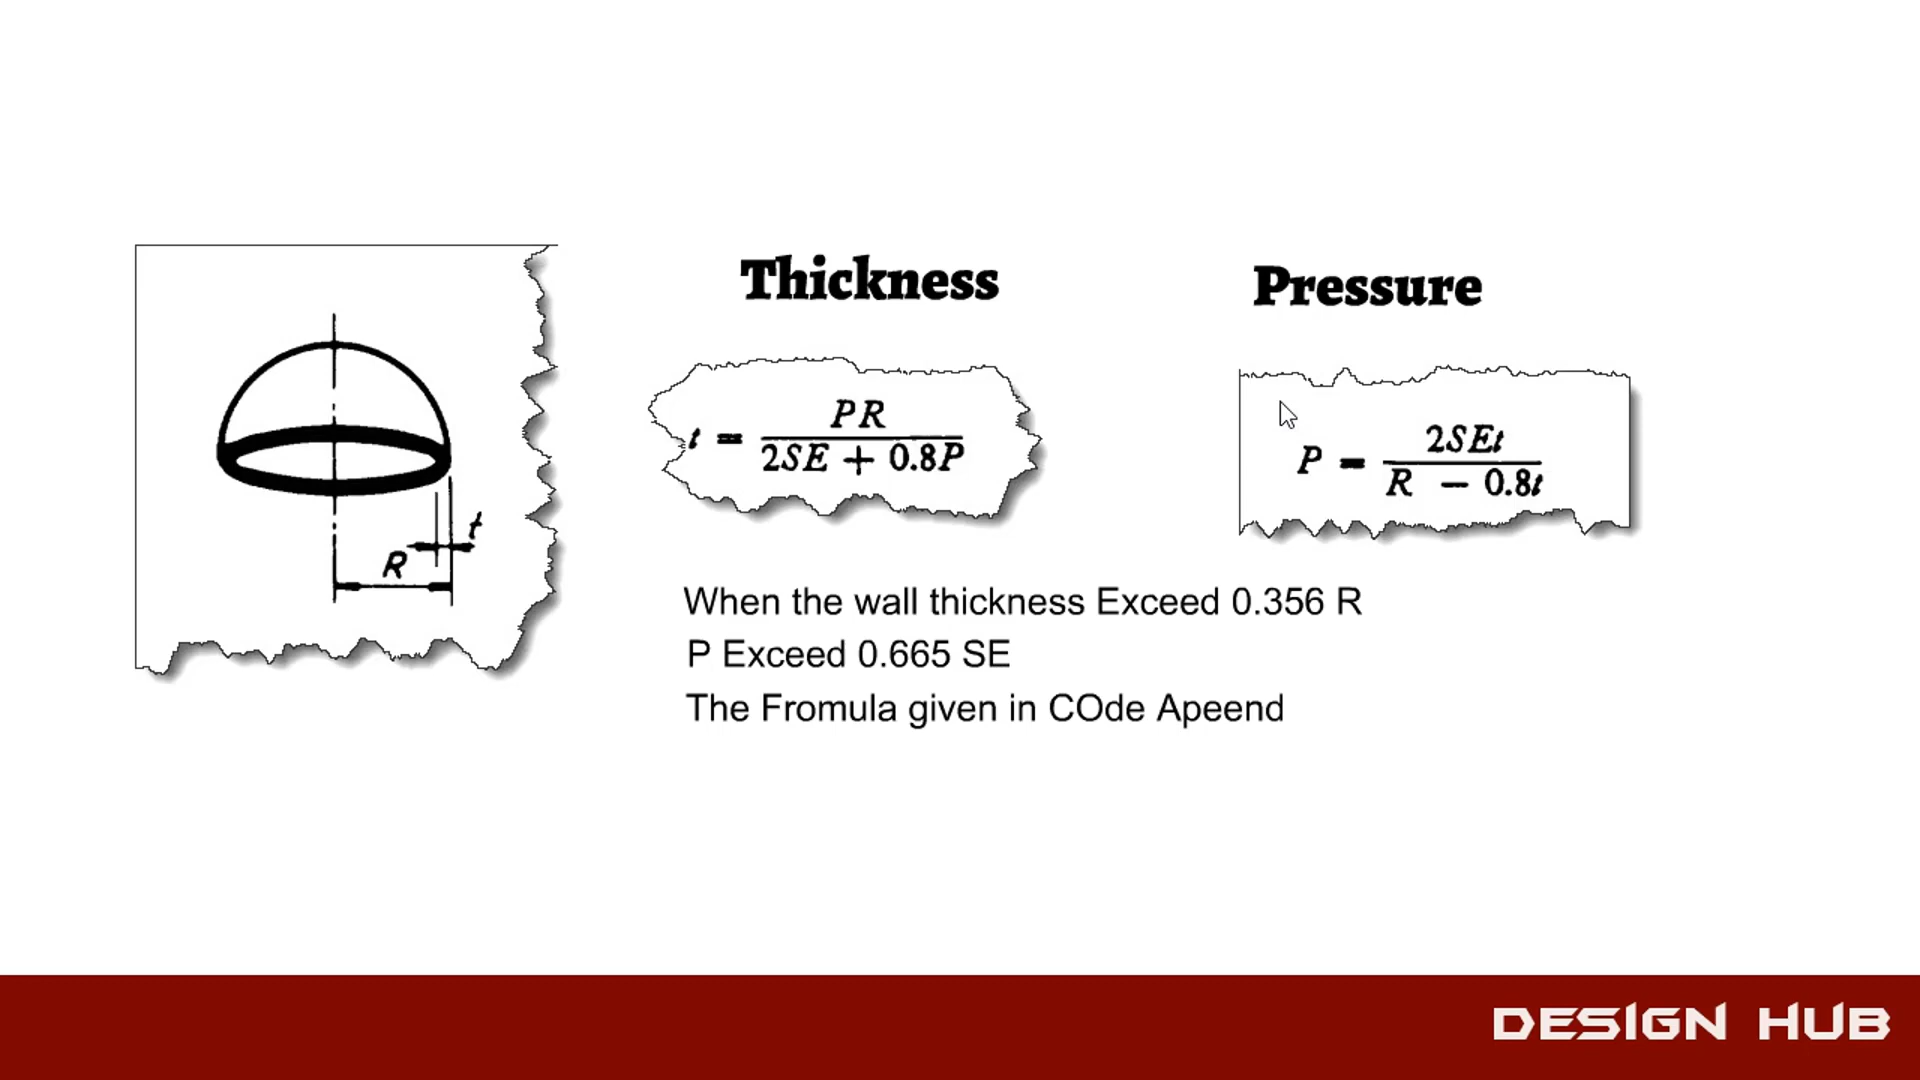 Thickness
Pressure
t = PR / 2SE + 0.8P
P = 2SEt / R - 0.8t
t
R
When the wall thickness Exceed 0.356 R
P Exceed 0.665 SE
The Fromula given in COde Apeend
DESIGN HUB